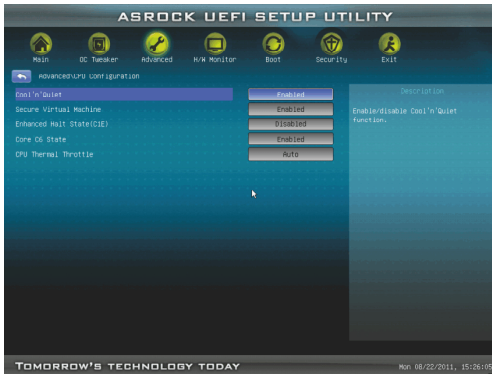 ASROCK UEFI SETUP UTILITY
Main OC Tweaker Advanced H/W Monitor Boot Security Exit
Advanced\CPU Configuration
Description
Cool'n'Quiet Enabled
Enable/disable Cool'n'Quiet
function.
Secure Virtual Machine Enabled
Enhanced Halt State(C1E) Disabled
Core C6 State Enabled
CPU Thermal Throttle Auto
TOMORROW'S TECHNOLOGY TODAY
Mon 08/22/2011, 15:26:05